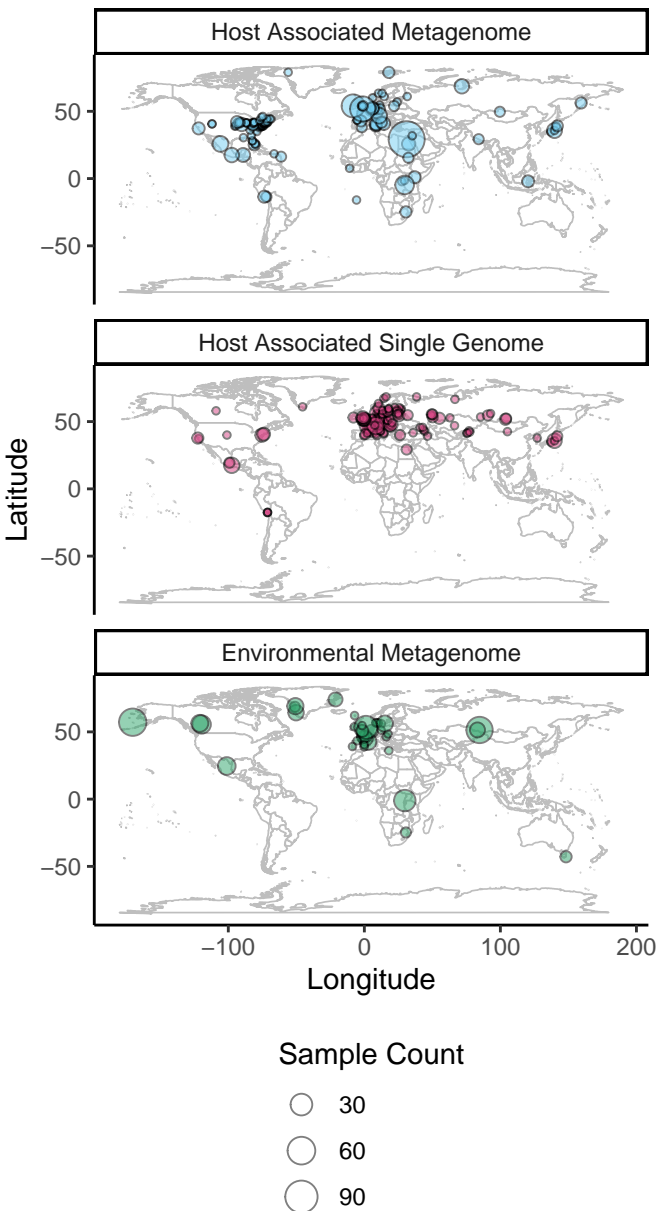 Host Associated Metagenome
50
0
−50
Host Associated Single Genome
50
0
−50
Latitude
Environmental Metagenome
50
0
−50
−100 0 100 200
Longitude
Sample Count
30
60
90